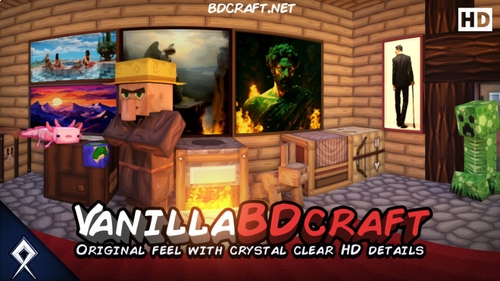 BDCRAFT.NET
HD
VANILLABDCRAFT
ORIGINAL FEEL WITH CRYSTAL CLEAR HD DETAILS